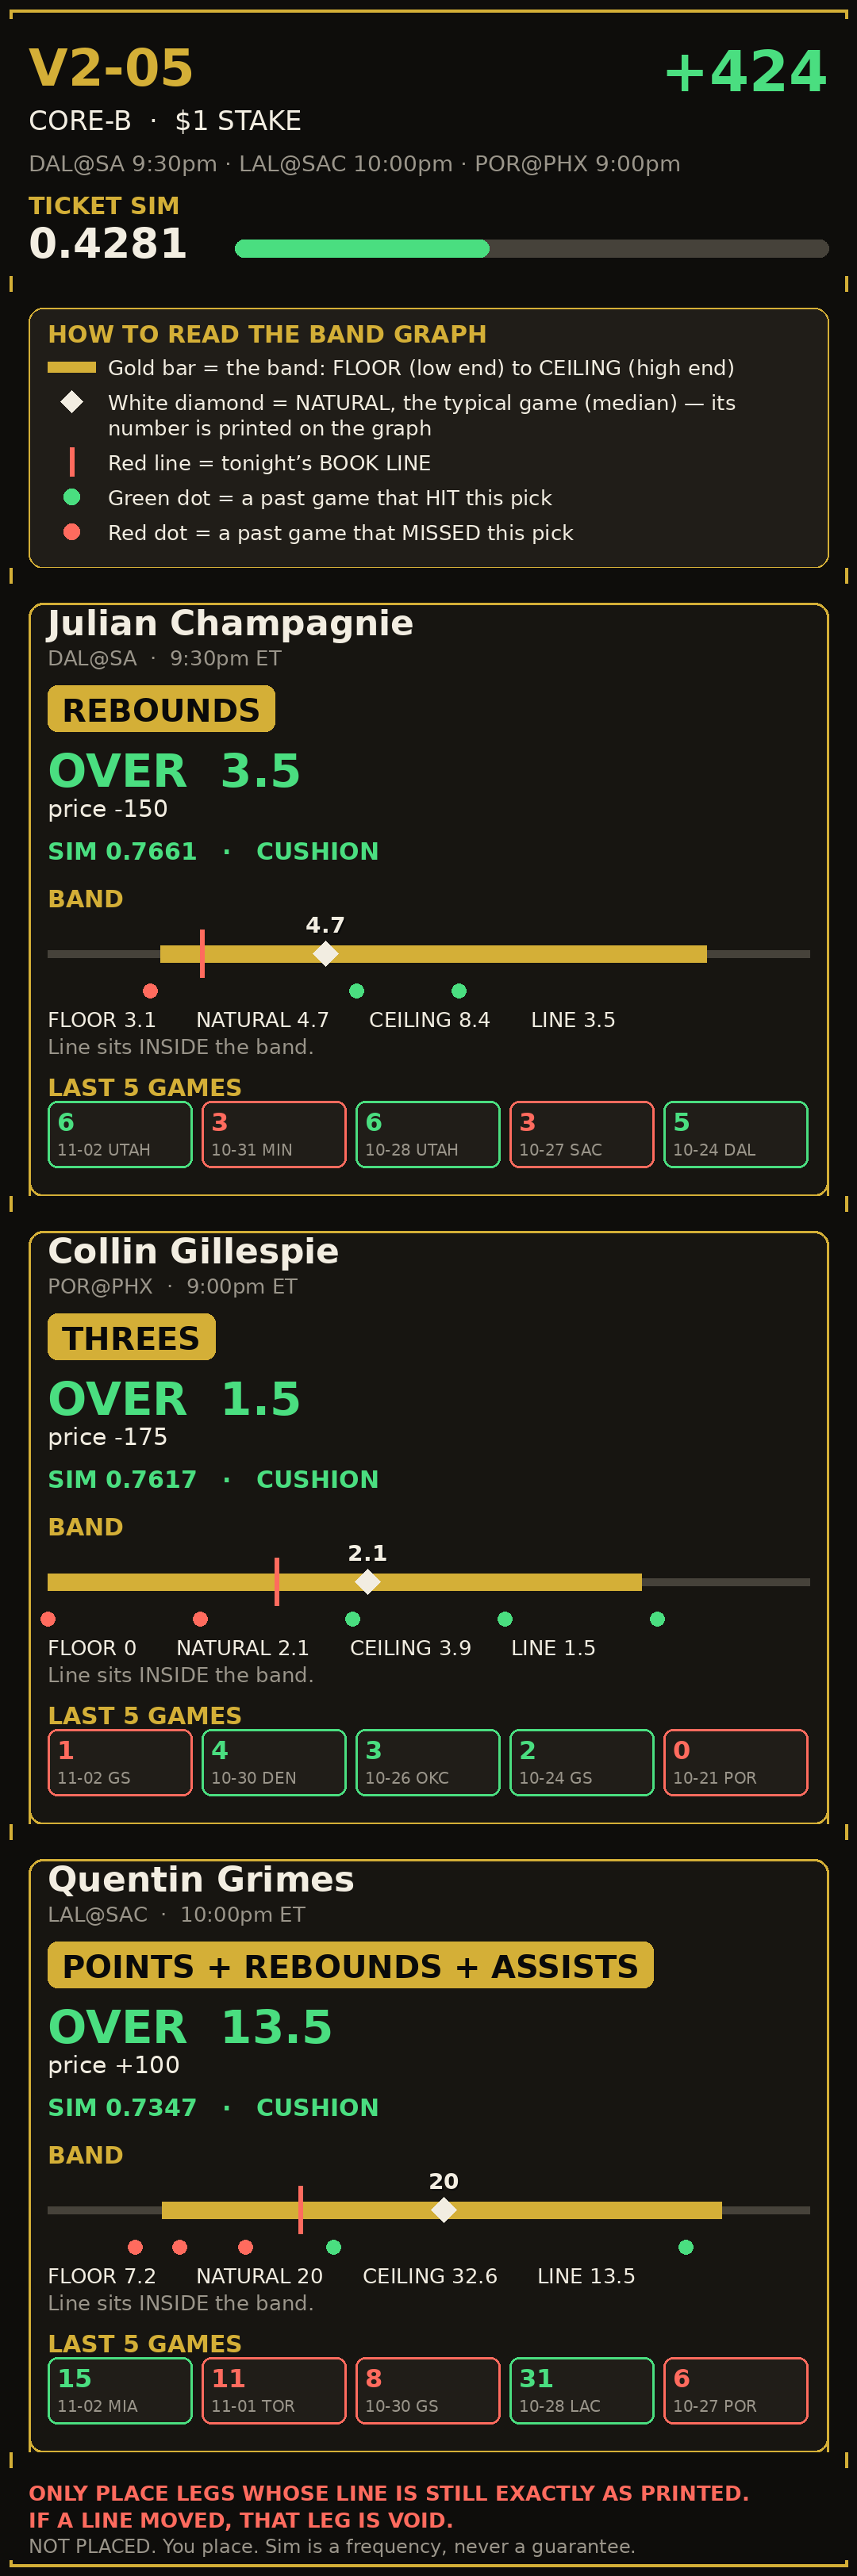 V2-05
+424
CORE-B · $1 STAKE
DAL@SA 9:30pm · LAL@SAC 10:00pm · POR@PHX 9:00pm
TICKET SIM
0.4281
HOW TO READ THE BAND GRAPH
Gold bar = the band: FLOOR (low end) to CEILING (high end)
White diamond = NATURAL, the typical game (median) — its
number is printed on the graph
Red line = tonight’s BOOK LINE
Green dot = a past game that HIT this pick
Red dot = a past game that MISSED this pick
Julian Champagnie
DAL@SA · 9:30pm ET
REBOUNDS
OVER 3.5
price -150
SIM 0.7661 · CUSHION
BAND
4.7
FLOOR 3.1 NATURAL 4.7 CEILING 8.4 LINE 3.5
Line sits INSIDE the band.
LAST 5 GAMES
6 3 6 3 5
11-02 UTAH 10-31 MIN 10-28 UTAH 10-27 SAC 10-24 DAL
Collin Gillespie
POR@PHX · 9:00pm ET
THREES
OVER 1.5
price -175
SIM 0.7617 · CUSHION
BAND
2.1
FLOOR 0 NATURAL 2.1 CEILING 3.9 LINE 1.5
Line sits INSIDE the band.
LAST 5 GAMES
1 4 3 2 0
11-02 GS 10-30 DEN 10-26 OKC 10-24 GS 10-21 POR
Quentin Grimes
LAL@SAC · 10:00pm ET
POINTS + REBOUNDS + ASSISTS
OVER 13.5
price +100
SIM 0.7347 · CUSHION
BAND
20
FLOOR 7.2 NATURAL 20 CEILING 32.6 LINE 13.5
Line sits INSIDE the band.
LAST 5 GAMES
15 11 8 31 6
11-02 MIA 11-01 TOR 10-30 GS 10-28 LAC 10-27 POR
ONLY PLACE LEGS WHOSE LINE IS STILL EXACTLY AS PRINTED.
IF A LINE MOVED, THAT LEG IS VOID.
NOT PLACED. You place. Sim is a frequency, never a guarantee.